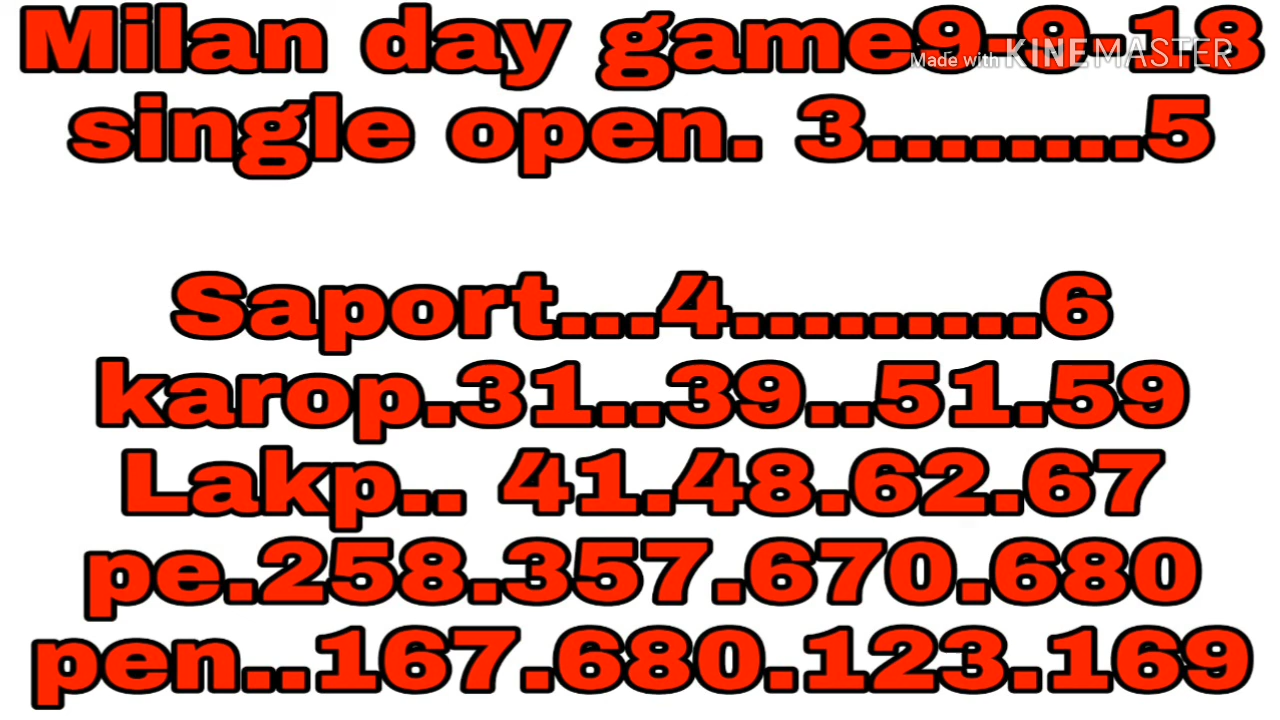 Milan day game9-8-18
Made with KINEMASTER
single open. 3........5
Saport...4.........6
karop.31..39..51.59
Lakp.. 41.48.62.67
pe.258.357.670.680
pen..167.680.123.169